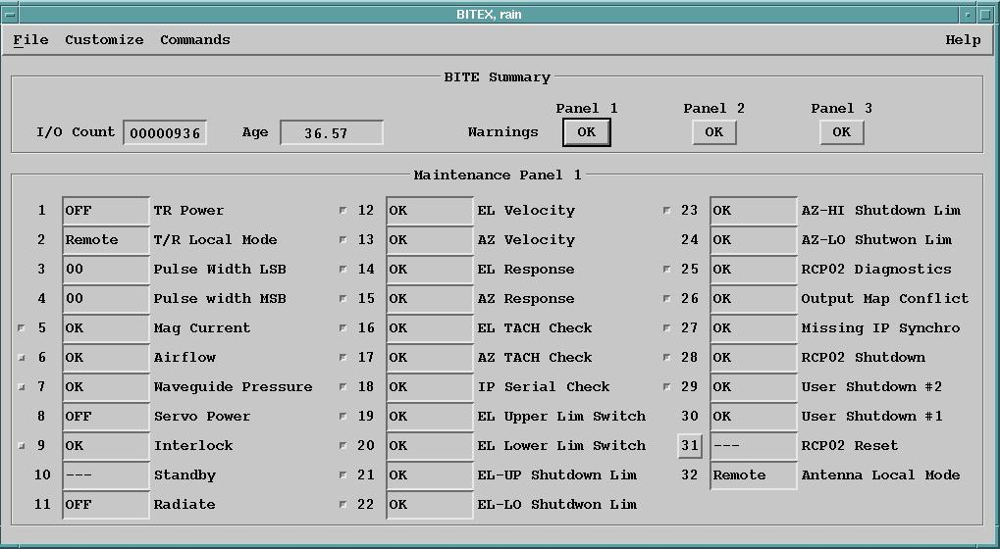 BITEX, rain
File Customize Commands Help
BITE Summary
Panel 1 Panel 2 Panel 3
I/O Count 00000936 Age 36.57 Warnings OK OK OK
Maintenance Panel 1
1 OFF TR Power 12 OK EL Velocity 23 OK AZ-HI Shutdown Lim
2 Remote T/R Local Mode 13 OK AZ Velocity 24 OK AZ-LO Shutwon Lim
3 00 Pulse Width LSB 14 OK EL Response 25 OK RCP02 Diagnostics
4 00 Pulse width MSB 15 OK AZ Response 26 OK Output Map Conflict
5 OK Mag Current 16 OK EL TACH Check 27 OK Missing IP Synchro
6 OK Airflow 17 OK AZ TACH Check 28 OK RCP02 Shutdown
7 OK Waveguide Pressure 18 OK IP Serial Check 29 OK User Shutdown #2
8 OFF Servo Power 19 OK EL Upper Lim Switch 30 OK User Shutdown #1
9 OK Interlock 20 OK EL Lower Lim Switch 31 --- RCP02 Reset
10 --- Standby 21 OK EL-UP Shutdown Lim 32 Remote Antenna Local Mode
11 OFF Radiate 22 OK EL-LO Shutdwon Lim